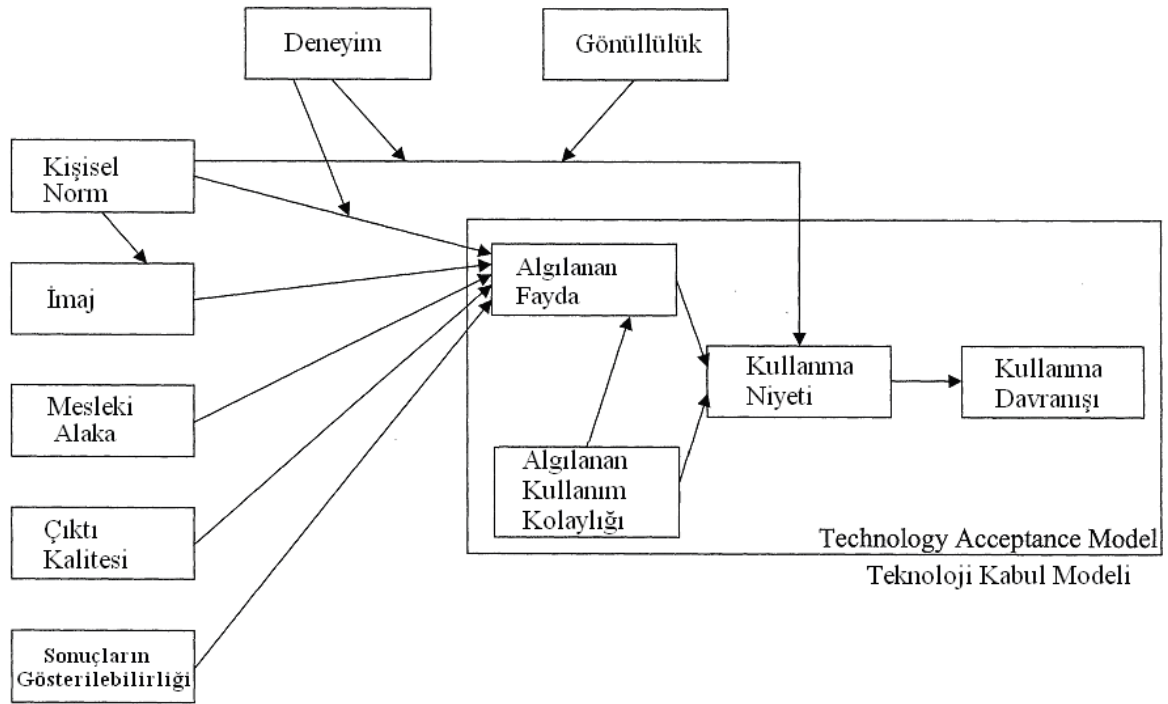 Deneyim
Gönüllülük
Kişisel
Norm
İmaj
Mesleki
Alaka
Çıktı
Kalitesi
Sonuçların
Gösterilebilirliği
Algılanan
Fayda
Algılanan
Kullanım
Kolaylığı
Kullanma
Niyeti
Kullanma
Davranışı
Technology Acceptance Model
Teknoloji Kabul Modeli